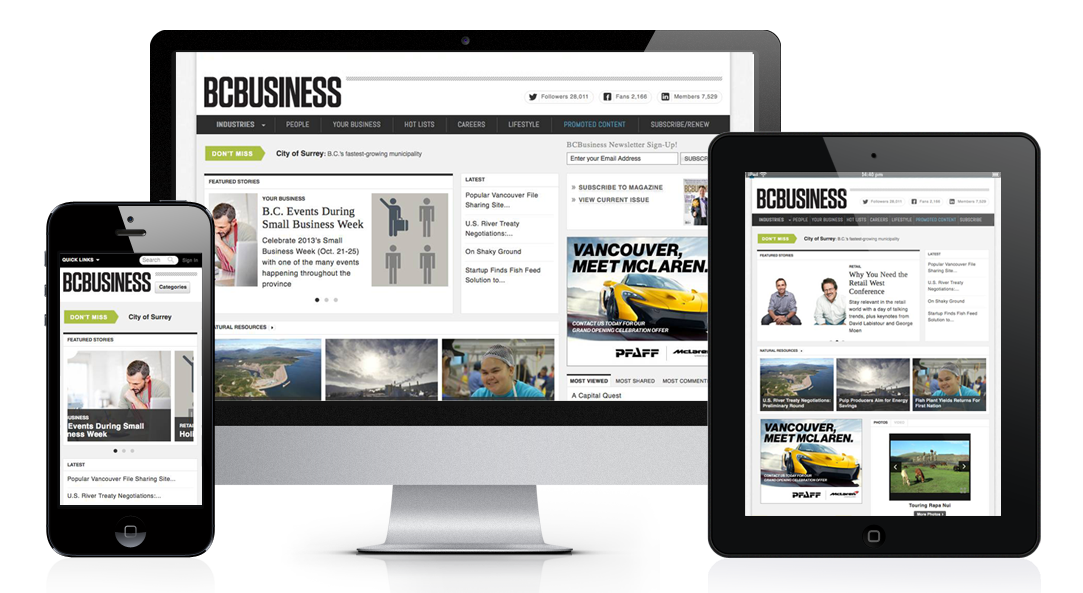 BCBUSINESS
Followers 28,011
Fans 2,166
Members 7,529
INDUSTRIES
PEOPLE
YOUR BUSINESS
HOT LISTS
CAREERS
LIFESTYLE
PROMOTED CONTENT
SUBSCRIBE/RENEW
DON'T MISS
City of Surrey: B.C.'s fastest-growing municipality
BCBusiness Newsletter Sign-Up!
Enter your Email Address
SUBSCR
FEATURED STORIES
YOUR BUSINESS
B.C. Events During
Small Business Week
Celebrate 2013's Small
Business Week (Oct. 21-25)
with one of the many events
happening throughout the
province
LATEST
Popular Vancouver File
Sharing Site...
U.S. River Treaty
Negotiations:...
On Shaky Ground
Startup Finds Fish Feed
Solution to...
» SUBSCRIBE TO MAGAZINE
» VIEW CURRENT ISSUE
VANCOUVER,
MEET MCLAREN.
CONTACT US TODAY FOR OUR
GRAND OPENING CELEBRATION OFFER
PFAFF
McLaren
ATURAL RESOURCES
MOST VIEWED
MOST SHARED
MOST COMMENT
A Capital Quest
QUICK LINKS
Search
Sign in
BCBUSINESS
Categories
DON'T MISS
City of Surrey
FEATURED STORIES
USINESS
Events During Small
ness Week
RETAI
Holi
LATEST
Popular Vancouver File Sharing Site...
U.S. River Treaty Negotiations:...
iPad
BCBUSINESS
Followers 28,011
Fans 2,166
Members 7,529
INDUSTRIES
PEOPLE
YOUR BUSINESS
HOT LISTS
CAREERS
LIFESTYLE
PROMOTED CONTENT
SUBSCRIBE
DON'T MISS
City of Surrey: B.C.'s fastest-growing municipality
FEATURED STORIES
RETAIL
Why You Need the
Retail West
Conference
Stay relevant in the retail
world with a day of talking
trends, plus keynotes from
David Labistour and George
Moen
LATEST
Popular Vancouver File
Sharing Site...
U.S. River Treaty
Negotiations:...
On Shaky Ground
Startup Finds Fish Feed
Solution to...
NATURAL RESOURCES
U.S. River Treaty Negotiations:
Preliminary Round
Pulp Producers Aim for Energy
Savings
Fish Plant Yields Returns For
First Nation
VANCOUVER,
MEET MCLAREN.
CONTACT US TODAY FOR OUR
GRAND OPENING CELEBRATION OFFER
PFAFF
McLaren
PHOTOS
VIDEO
Touring Rapa Nui
More Photos